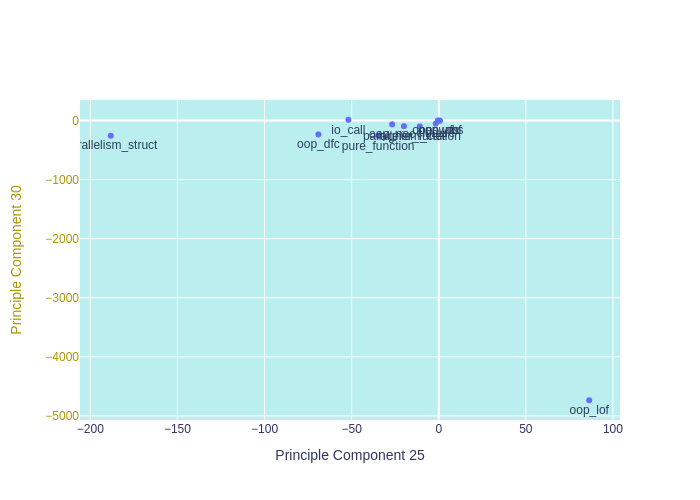 0
−1000
−2000
−3000
−4000
−5000
Principle Component 30
io_call
oop_dfc
pure_function
rallelism_struct
oop_lof
−200
−150
−100
−50
0
50
100
Principle Component 25